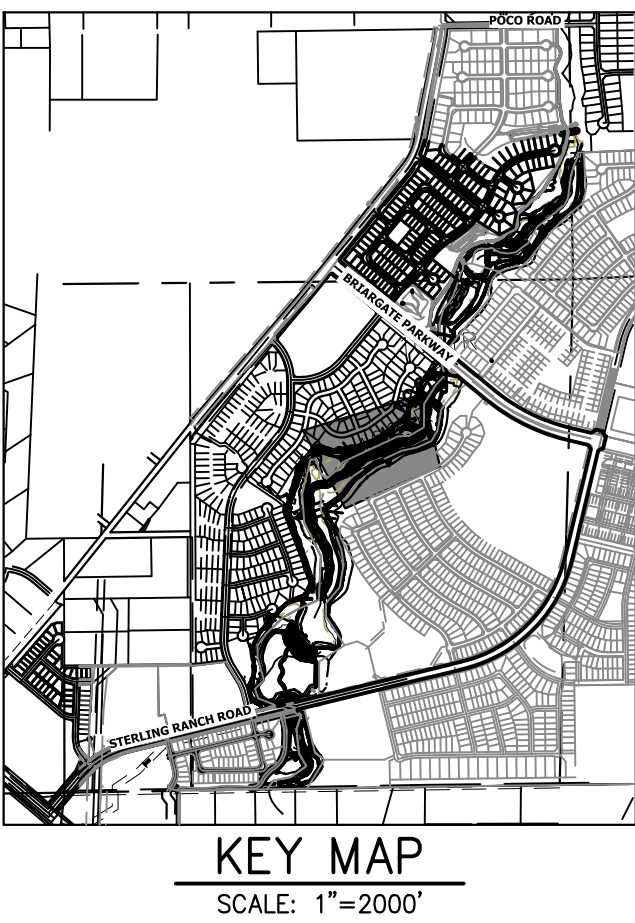 POCO ROAD
BRIARGATE PARKWAY
STERLING RANCH ROAD
KEY MAP
SCALE: 1"=2000'